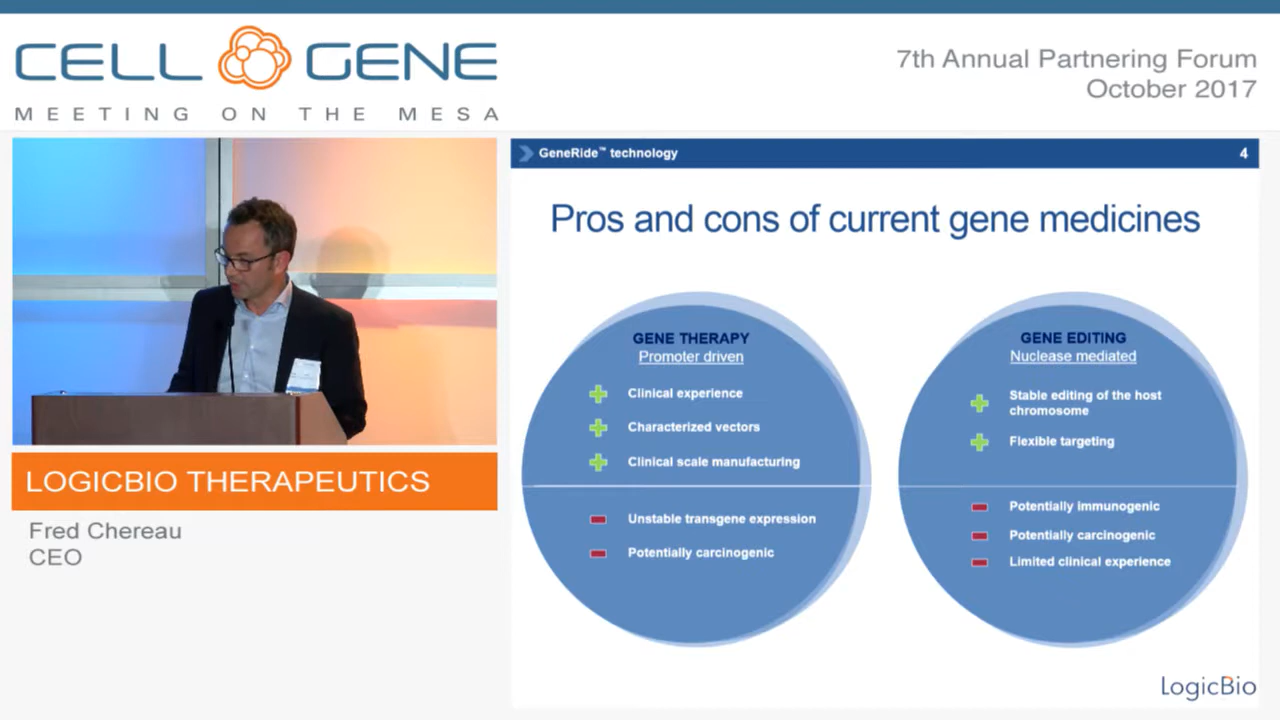 CELL GENE
MEETING ON THE MESA
7th Annual Partnering Forum
October 2017
GeneRide™ technology
4
Pros and cons of current gene medicines
GENE THERAPY
Promoter driven
Clinical experience
Characterized vectors
Clinical scale manufacturing
Unstable transgene expression
Potentially carcinogenic
GENE EDITING
Nuclease mediated
Stable editing of the host
chromosome
Flexible targeting
Potentially immunogenic
Potentially carcinogenic
Limited clinical experience
LogicBio
LOGICBIO THERAPEUTICS
Fred Chereau
CEO